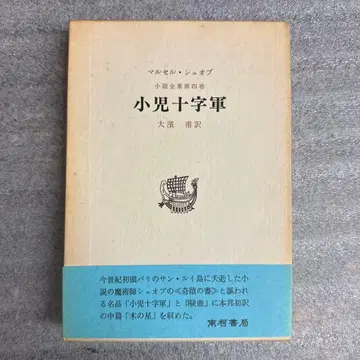 マルセル・シュオブ
小説全集第四巻
小児十字軍
大濱 甫訳
今世紀初頭パリのサン・ルイ島に夭逝した小
説の魔術師シュオブの≪奇蹟の書≫と謳われ
る名品「小児十字軍」と「擬曲」に本邦初訳
の中篇「木の星」を収めた。
南柯書局